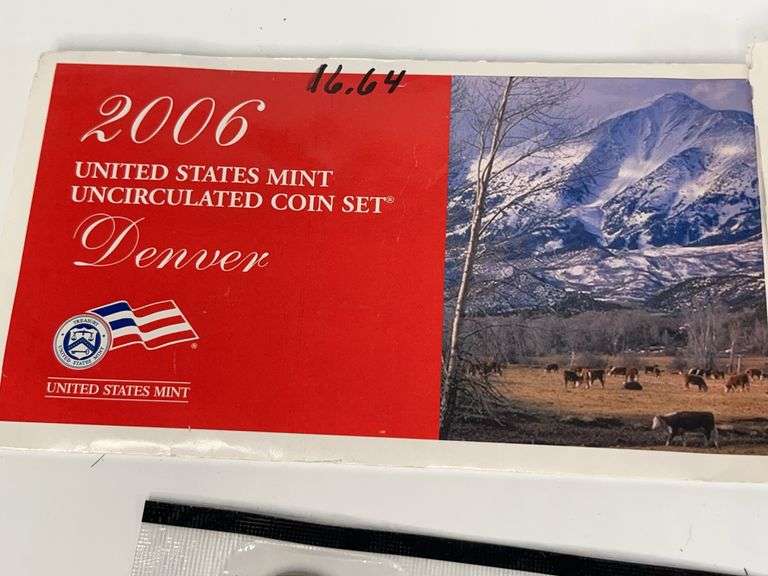 16.64
2006
UNITED STATES MINT
UNCIRCULATED COIN SET®
Denver
UNITED STATES MINT